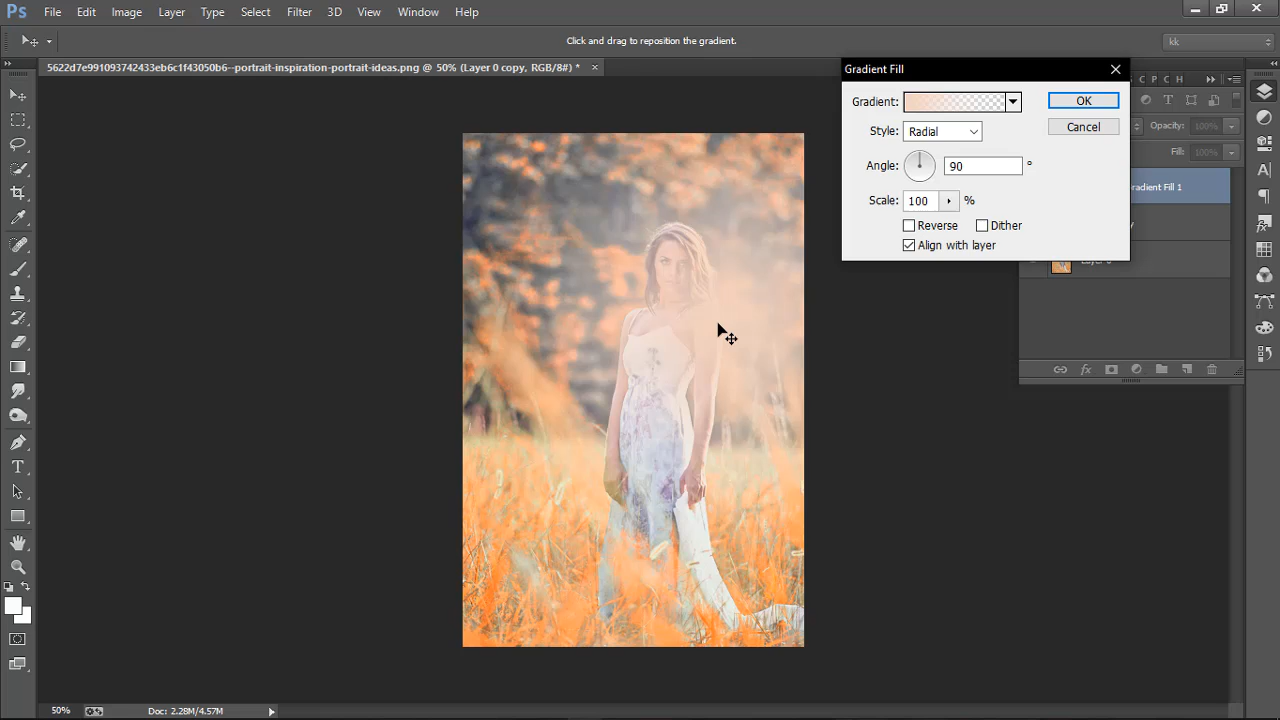 Ps File Edit Image Layer Type Select Filter 3D View Window Help
Click and drag to reposition the gradient.
kk
5622d7e991093742433eb6c1f43050b6--portrait-inspiration-portrait-ideas.png @ 50% (Layer 0 copy, RGB/8#) *
Gradient Fill
Gradient:
OK
Style: Radial
Cancel
Angle: 90 °
Scale: 100 %
Reverse Dither
Align with layer
C P C H
Opacity: 100%
Fill: 100%
radient Fill 1
y
50% Doc: 2.28M/4.57M